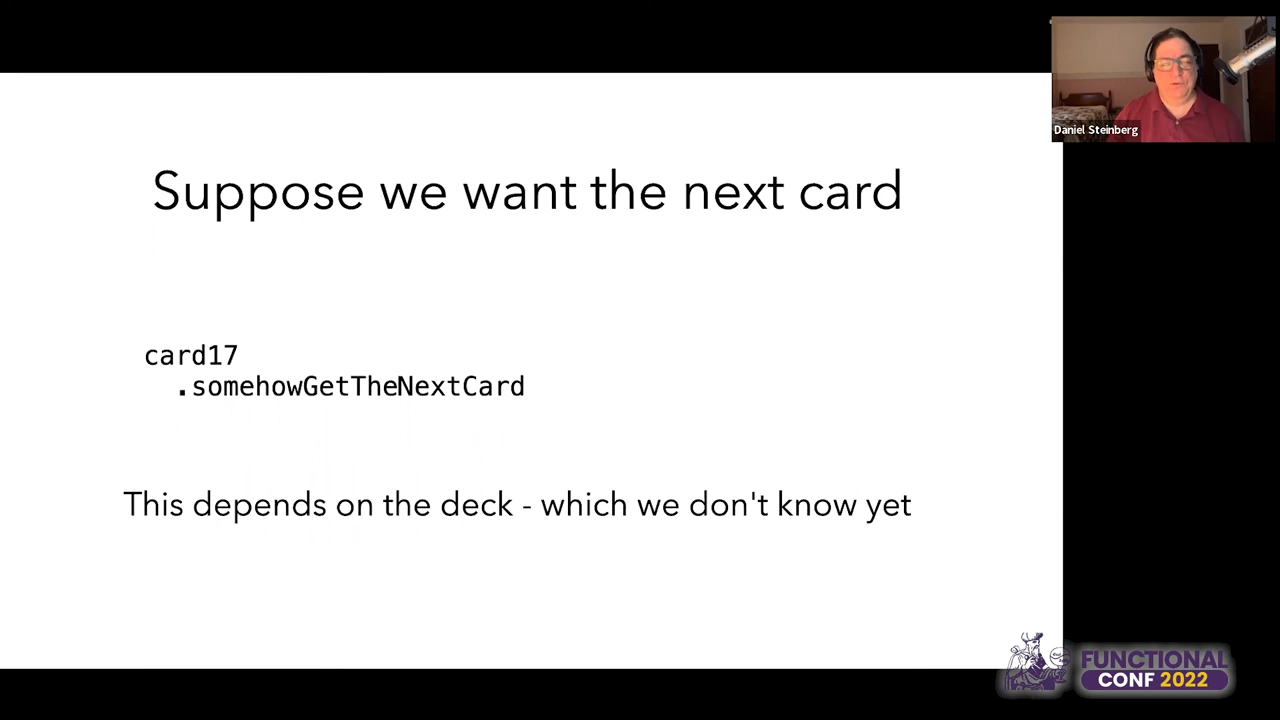 Daniel Steinberg
Suppose we want the next card
card17
.somehowGetTheNextCard
This depends on the deck - which we don't know yet
FUNCTIONAL
CONF 2022